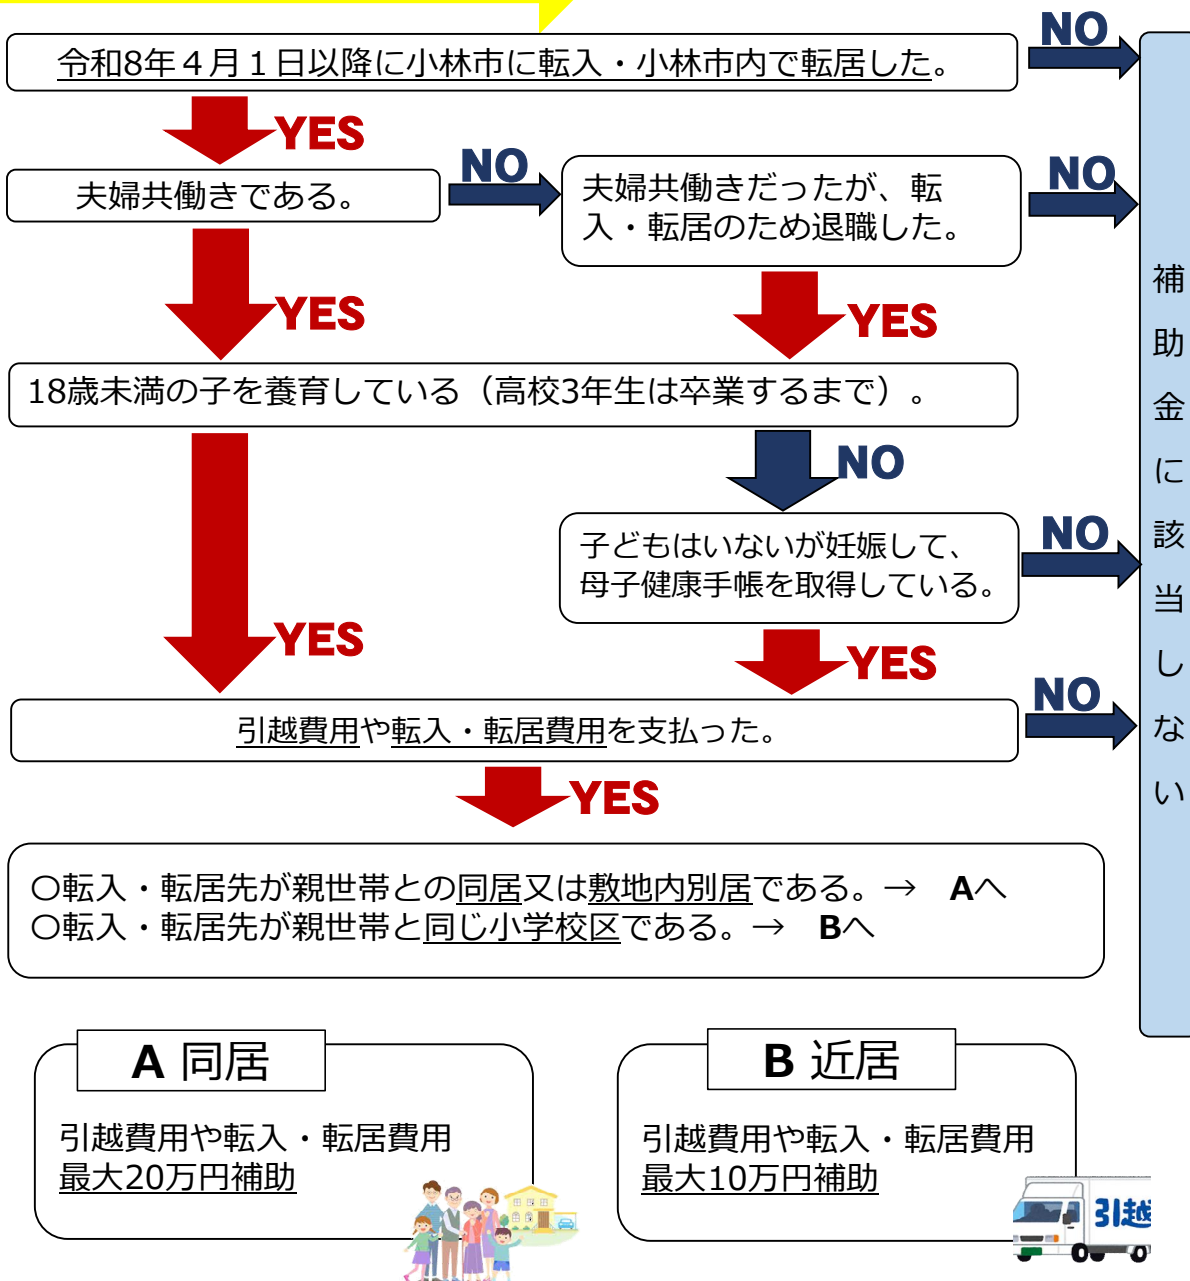 令和8年４月１日以降に小林市に転入・小林市内で転居した。
NO
YES
夫婦共働きである。
NO
夫婦共働きだったが、転
入・転居のため退職した。
NO
YES
YES
18歳未満の子を養育している（高校3年生は卒業するまで）。
NO
子どもはいないが妊娠して、
母子健康手帳を取得している。
NO
YES
YES
引越費用や転入・転居費用を支払った。
NO
YES
補助金に該当しない
〇転入・転居先が親世帯との同居又は敷地内別居である。→　Aへ
〇転入・転居先が親世帯と同じ小学校区である。→　Bへ
A 同居
引越費用や転入・転居費用
最大20万円補助
B 近居
引越費用や転入・転居費用
最大10万円補助
引越